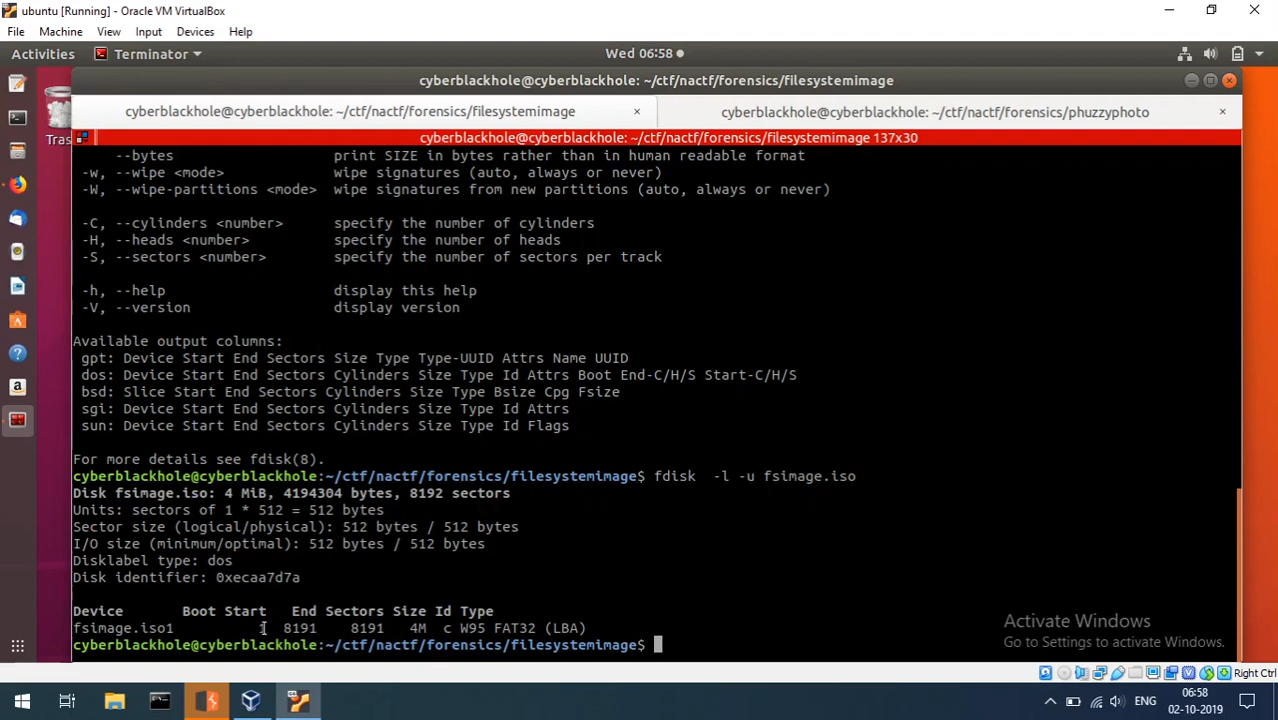 ubuntu [Running] - Oracle VM VirtualBox
File Machine View Input Devices Help
Activities Terminator Wed 06:58
cyberblackhole@cyberblackhole: ~/ctf/nactf/forensics/filesystemimage
cyberblackhole@cyberblackhole: ~/ctf/nactf/forensics/filesystemimage × cyberblackhole@cyberblackhole: ~/ctf/nactf/forensics/phuzzyphoto ×
Tras
cyberblackhole@cyberblackhole: ~/ctf/nactf/forensics/filesystemimage 137x30
--bytes print SIZE in bytes rather than in human readable format
-w, --wipe <mode> wipe signatures (auto, always or never)
-W, --wipe-partitions <mode> wipe signatures from new partitions (auto, always or never)
-C, --cylinders <number> specify the number of cylinders
-H, --heads <number> specify the number of heads
-S, --sectors <number> specify the number of sectors per track
-h, --help display this help
-V, --version display version
Available output columns:
gpt: Device Start End Sectors Size Type Type-UUID Attrs Name UUID
dos: Device Start End Sectors Cylinders Size Type Id Attrs Boot End-C/H/S Start-C/H/S
bsd: Slice Start End Sectors Cylinders Size Type Bsize Cpg Fsize
sgi: Device Start End Sectors Cylinders Size Type Id Attrs
sun: Device Start End Sectors Cylinders Size Type Id Flags
For more details see fdisk(8).
cyberblackhole@cyberblackhole:~/ctf/nactf/forensics/filesystemimage$ fdisk -l -u fsimage.iso
Disk fsimage.iso: 4 MiB, 4194304 bytes, 8192 sectors
Units: sectors of 1 * 512 = 512 bytes
Sector size (logical/physical): 512 bytes / 512 bytes
I/O size (minimum/optimal): 512 bytes / 512 bytes
Disklabel type: dos
Disk identifier: 0xecaa7d7a
Device Boot Start End Sectors Size Id Type
fsimage.iso1 1 8191 8191 4M c W95 FAT32 (LBA)
cyberblackhole@cyberblackhole:~/ctf/nactf/forensics/filesystemimage$
Activate Windows
Go to Settings to activate Windows.
Right Ctrl
ENG 06:58
02-10-2019